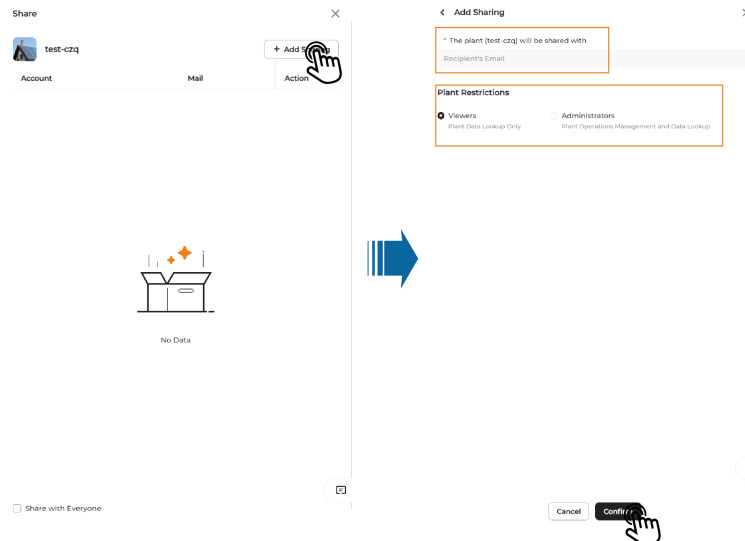 Share
test-czq
+ Add Sharing
Account Mail Action
No Data
Share with Everyone
Add Sharing
* The plant (test-czq) will be shared with
Recipient's Email
Plant Restrictions
Viewers
Plant Data Lookup Only
Administrators
Plant Operations Management and Data Lookup
Cancel Confirm